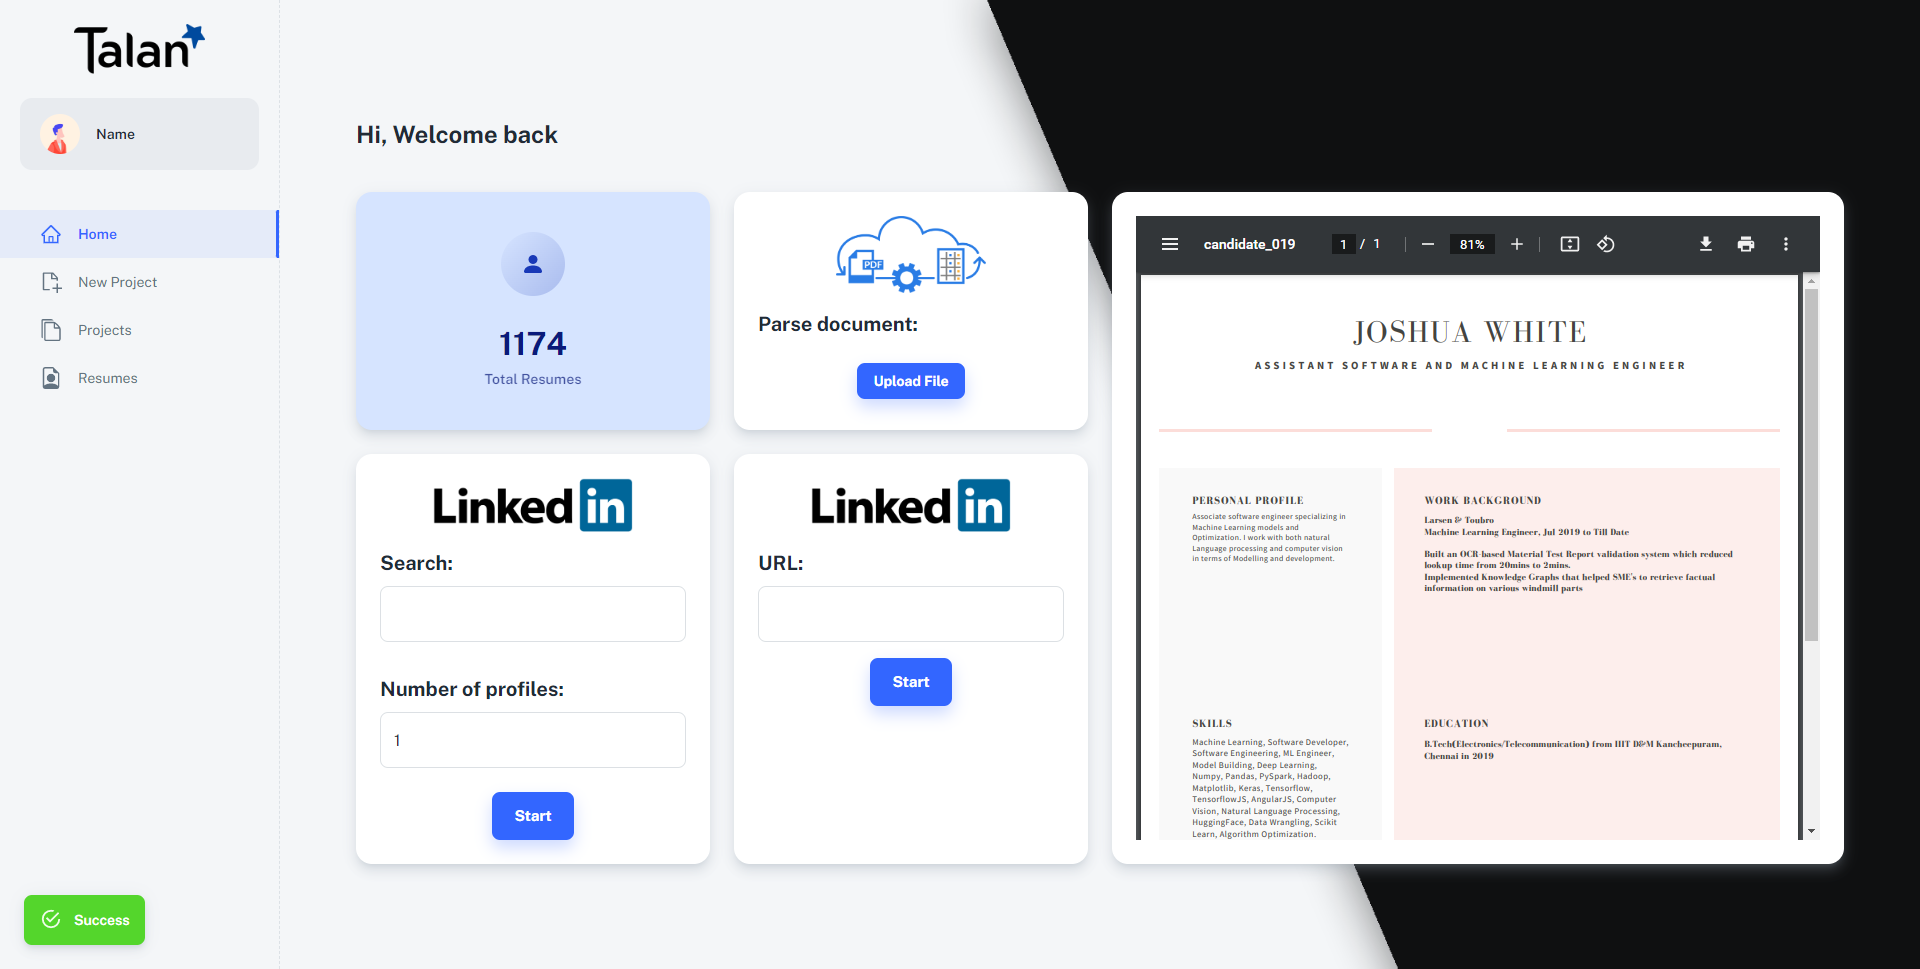 Talan
Name
Home
New Project
Projects
Resumes
Success
Hi, Welcome back
1174
Total Resumes
PDF
Parse document:
Upload File
Linked in
Search:
Number of profiles:
1
Start
Linked in
URL:
Start
candidate_019
1 / 1
81%
JOSHUA WHITE
ASSISTANT SOFTWARE AND MACHINE LEARNING ENGINEER
PERSONAL PROFILE
Associate software engineer specializing in
Machine Learning models and
Optimization. I work with both natural
Language processing and computer vision
in terms of Modelling and development.
SKILLS
Machine Learning, Software Developer,
Software Engineering, ML Engineer,
Model Building, Deep Learning,
Numpy, Pandas, PySpark, Hadoop,
Matplotlib, Keras, Tensorflow,
TensorflowJS, AngularJS, Computer
Vision, Natural Language Processing,
HuggingFace, Data Wrangling, Scikit
Learn, Algorithm Optimization.
WORK BACKGROUND
Larsen & Toubro
Machine Learning Engineer, Jul 2019 to Till Date
Built an OCR-based Material Test Report validation system which reduced
lookup time from 20mins to 2mins.
Implemented Knowledge Graphs that helped SME's to retrieve factual
information on various windmill parts
EDUCATION
B.Tech(Electronics/Telecommunication) from IIIT D&M Kancheepuram,
Chennai in 2019